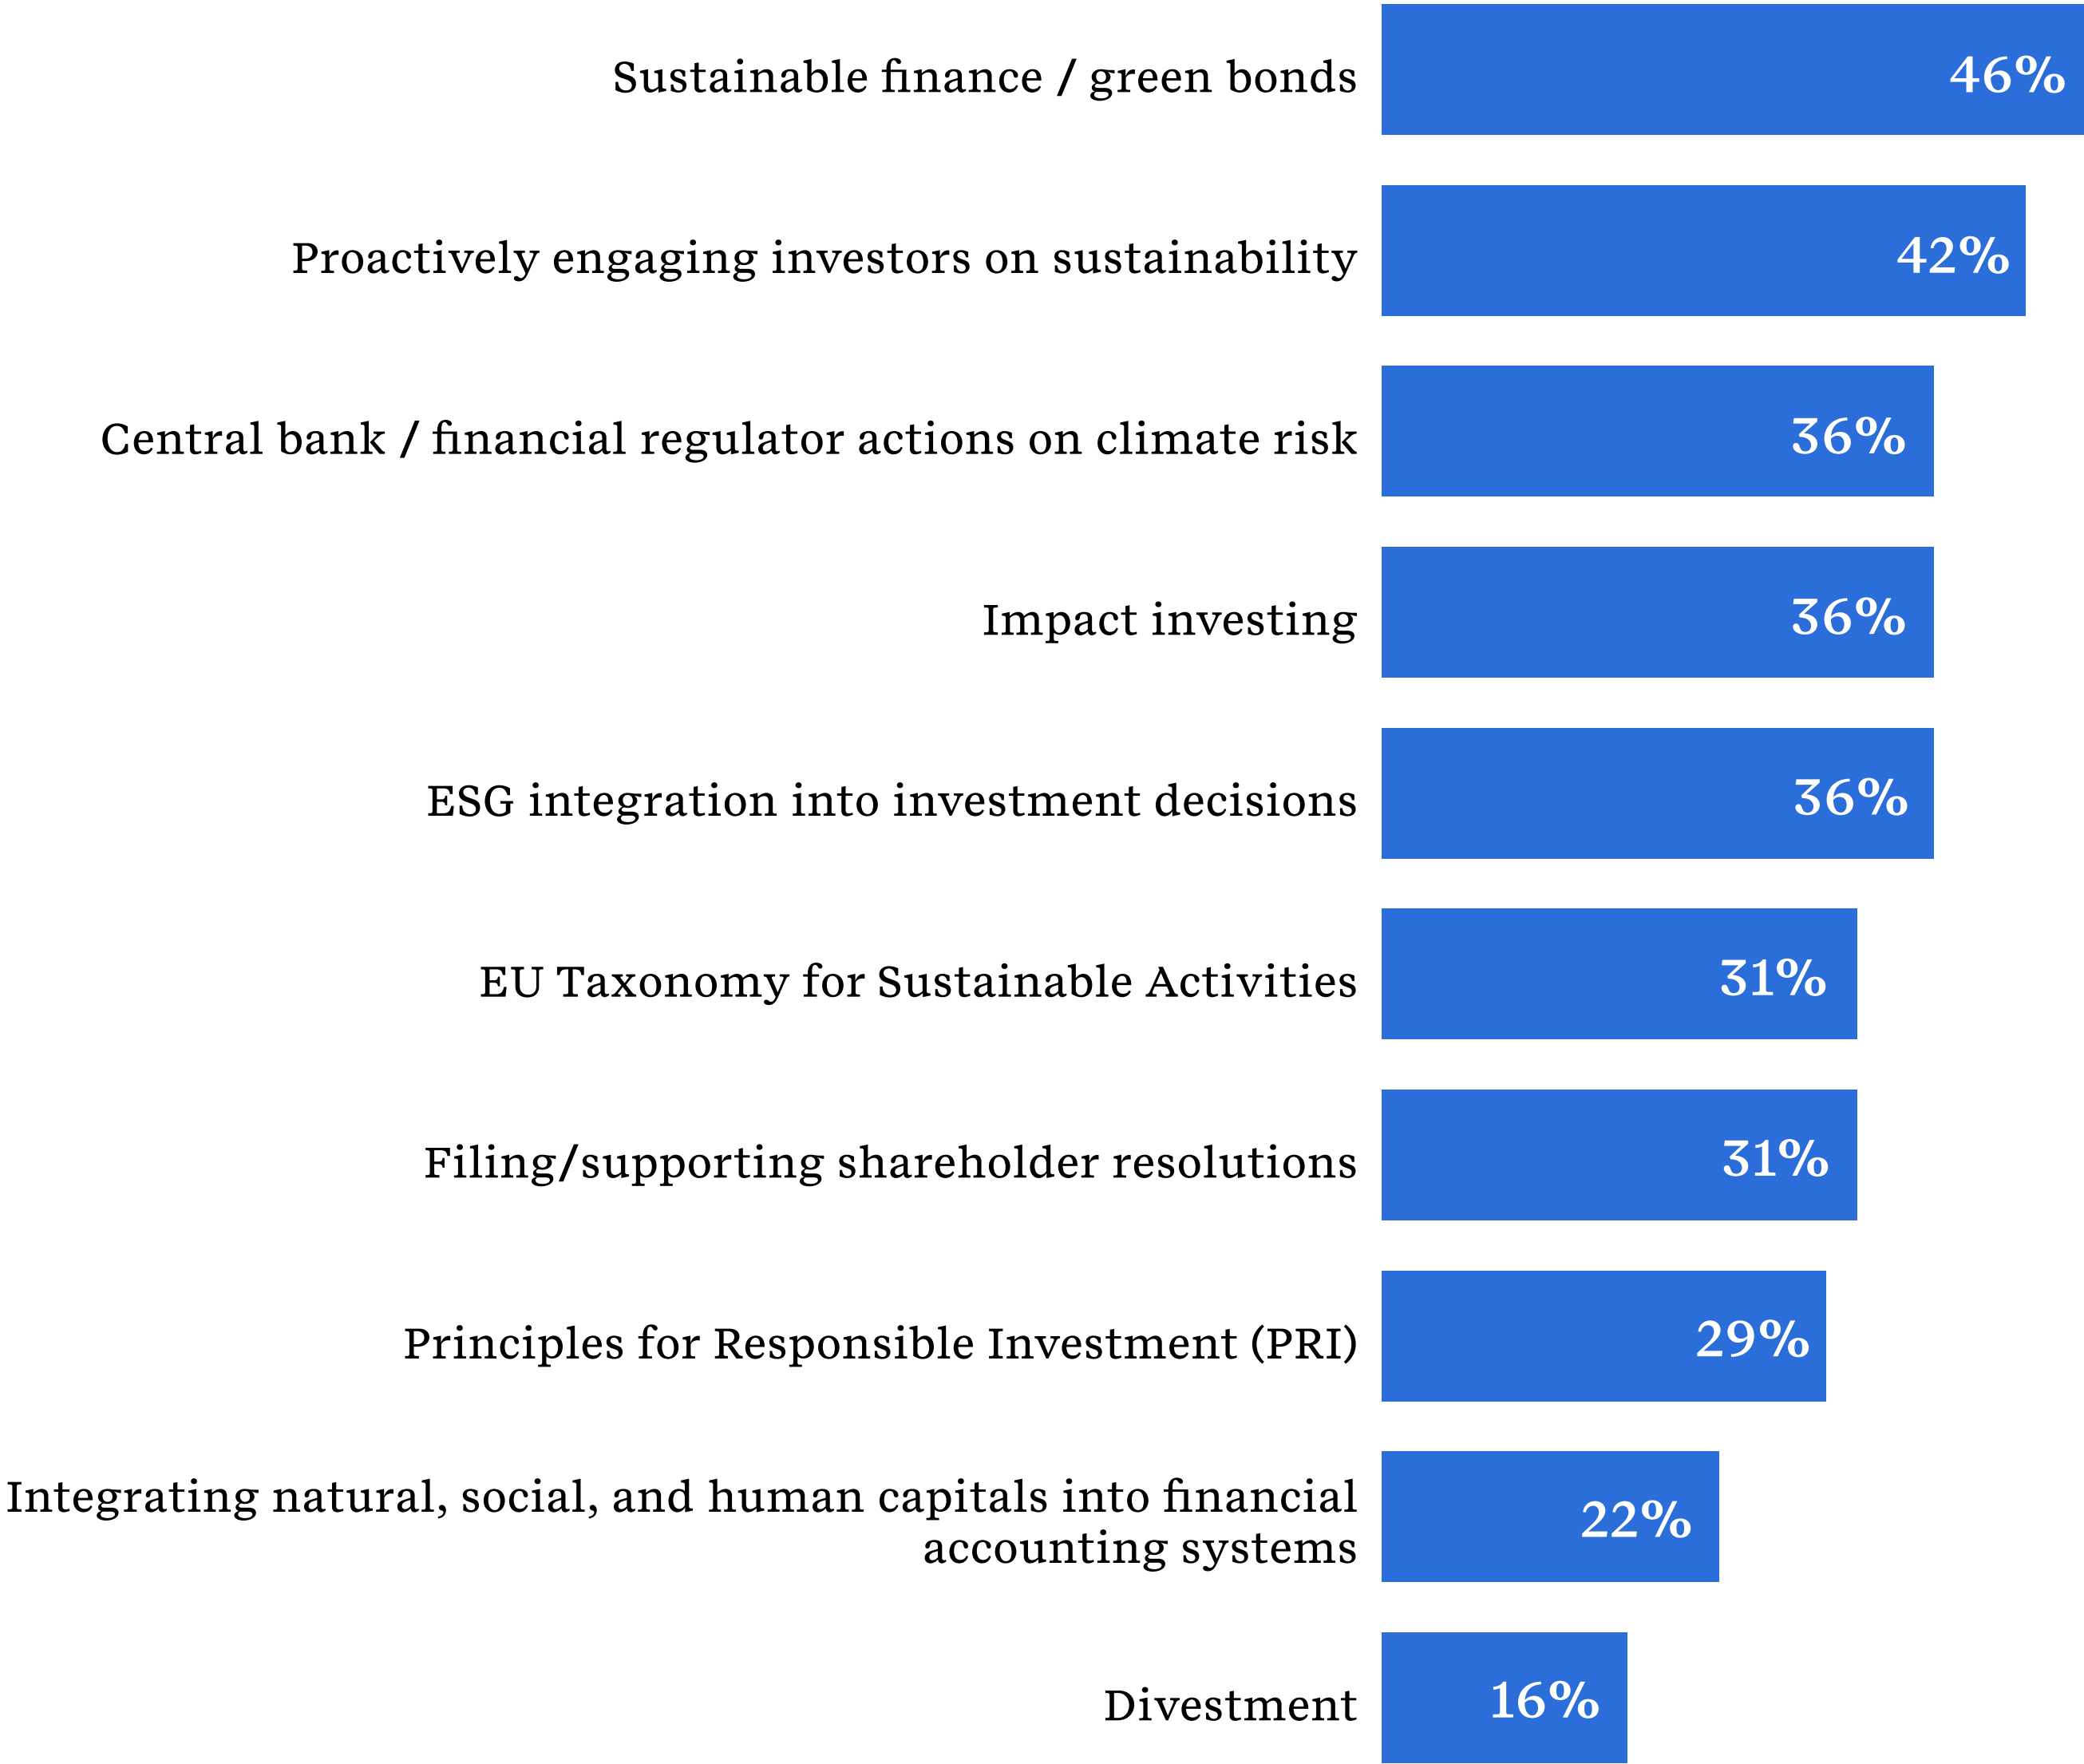 Sustainable finance / green bonds 46%
Proactively engaging investors on sustainability 42%
Central bank / financial regulator actions on climate risk 36%
Impact investing 36%
ESG integration into investment decisions 36%
EU Taxonomy for Sustainable Activities 31%
Filing/supporting shareholder resolutions 31%
Principles for Responsible Investment (PRI) 29%
Integrating natural, social, and human capitals into financial
accounting systems 22%
Divestment 16%